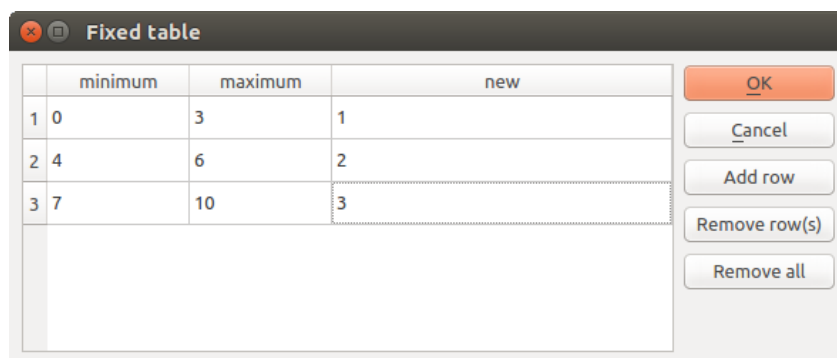 Fixed table
minimum maximum new
1 0 3 1
2 4 6 2
3 7 10 3
OK
Cancel
Add row
Remove row(s)
Remove all